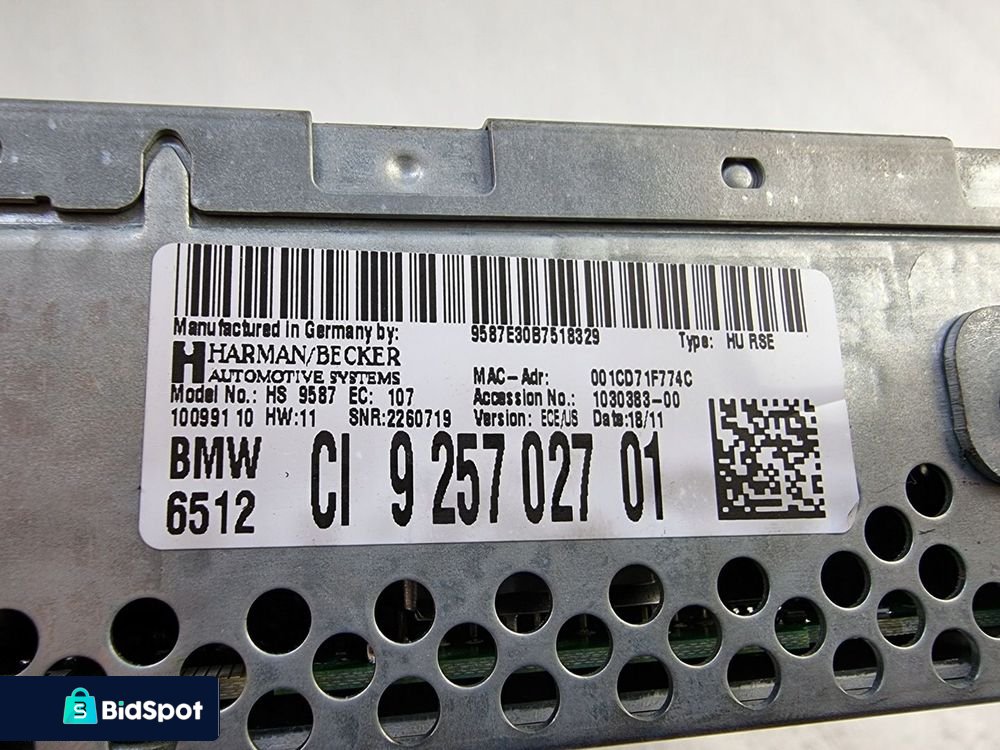 9587E30B7518329
Manufactured in Germany by:
Type: HU RSE
HARMAN/BECKER
AUTOMOTIVE SYSTEMS
MAC-Adr: 001CD71F774C
Model No.: HS 9587 EC: 107
Accession No.: 1030383-00
10099110 HW:11 SNR:2260719
Version: ECE/US Date:18/11
BMW
6512
CI 9 257 027 01
BidSpot